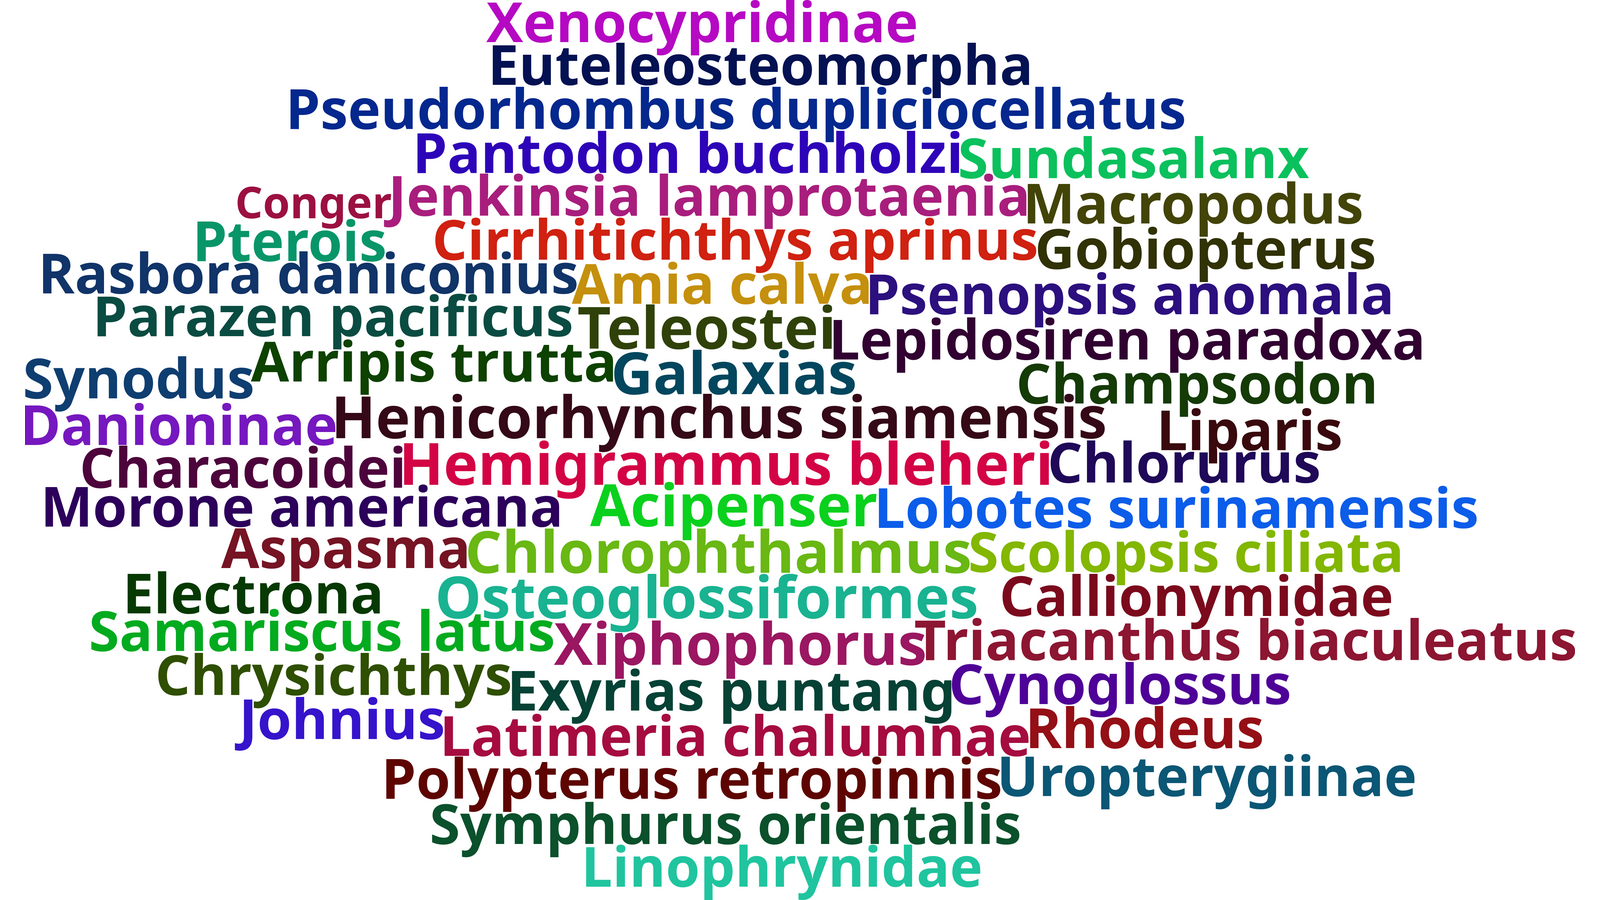 Xenocypridinae
Euteleosteomorpha
Pseudorhombus dupliciocellatus
Pantodon buchholzi
Sundasalanx
Conger
Jenkinsia lamprotaenia
Macropodus
Pterois
Cirrhitichthys aprinus
Gobiopterus
Rasbora daniconius
Amia calva
Psenopsis anomala
Parazen pacificus
Teleostei
Lepidosiren paradoxa
Arripis trutta
Synodus
Galaxias
Champsodon
Danioninae
Henicorhynchus siamensis
Liparis
Characoidei
Hemigrammus bleheri
Chlorurus
Morone americana
Acipenser
Lobotes surinamensis
Aspasma
Chlorophthalmus
Scolopsis ciliata
Electrona
Osteoglossiformes
Callionymidae
Samariscus latus
Xiphophorus
Triacanthus biaculeatus
Chrysichthys
Exyrias puntang
Cynoglossus
Johnius
Latimeria chalumnae
Rhodeus
Polypterus retropinnis
Uropterygiinae
Symphurus orientalis
Linophrynidae